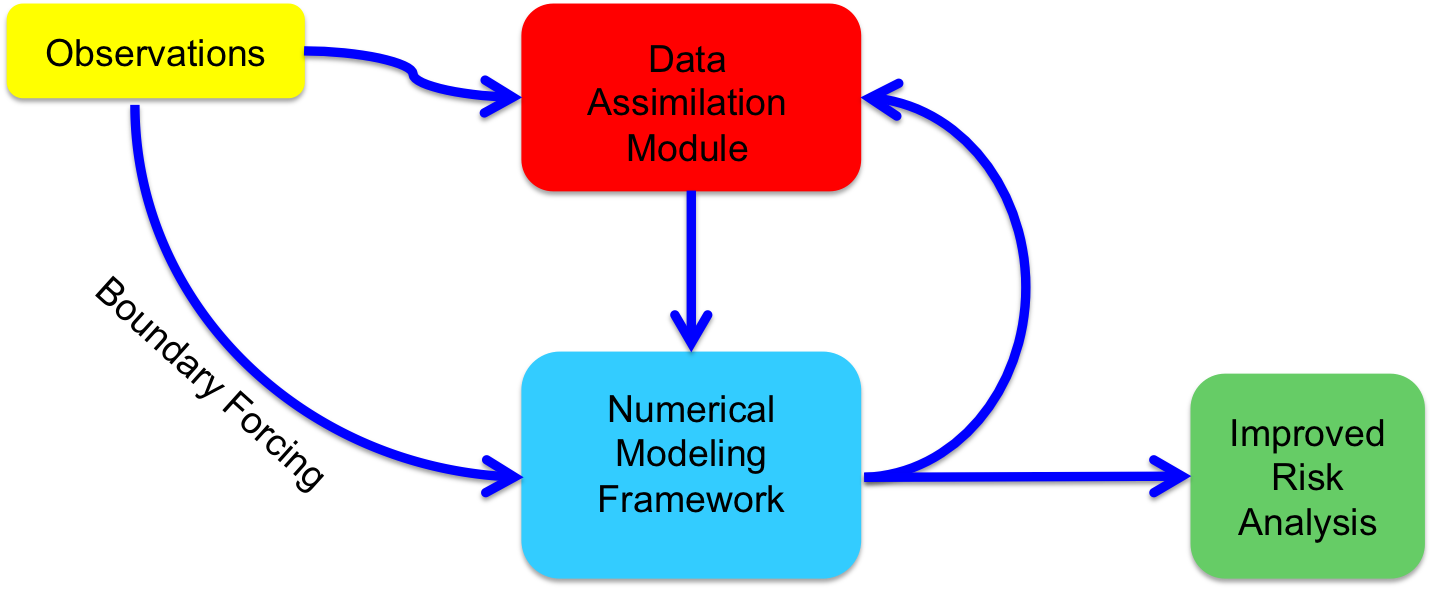 Observations
Data
Assimilation
Module
Boundary Forcing
Numerical
Modeling
Framework
Improved
Risk
Analysis